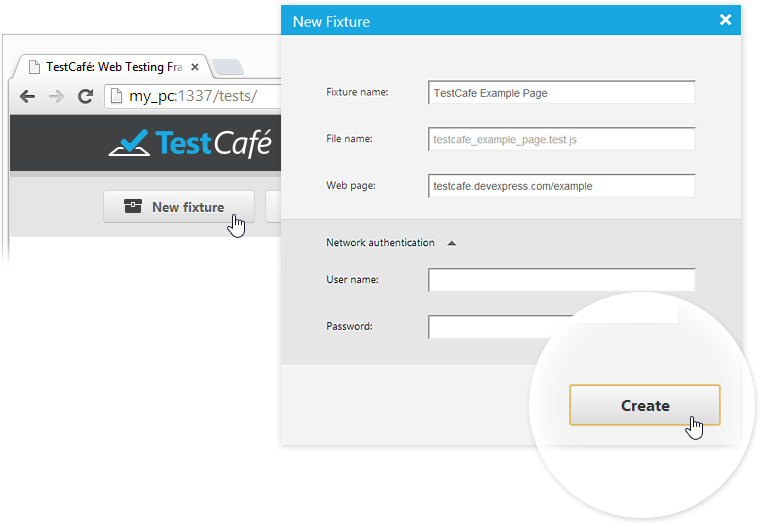 New Fixture
TestCafé: Web Testing Fra
my_pc:1337/tests/
TestCafé
New fixture
Fixture name:
TestCafe Example Page
File name:
testcafe_example_page.test.js
Web page:
testcafe.devexpress.com/example
Network authentication
User name:
Password:
Create